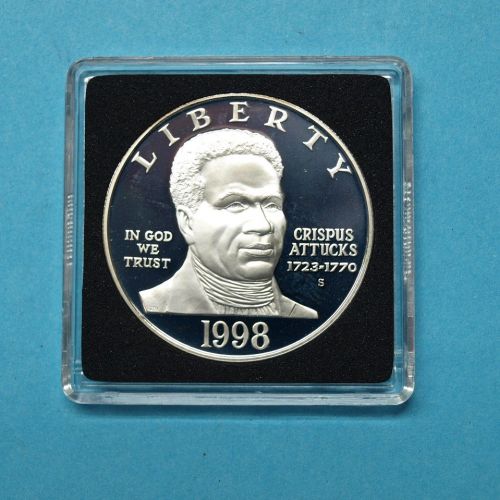 LIBERTY
IN GOD
WE
TRUST
CRISPUS
ATTUCKS
1723-1770
S
1998